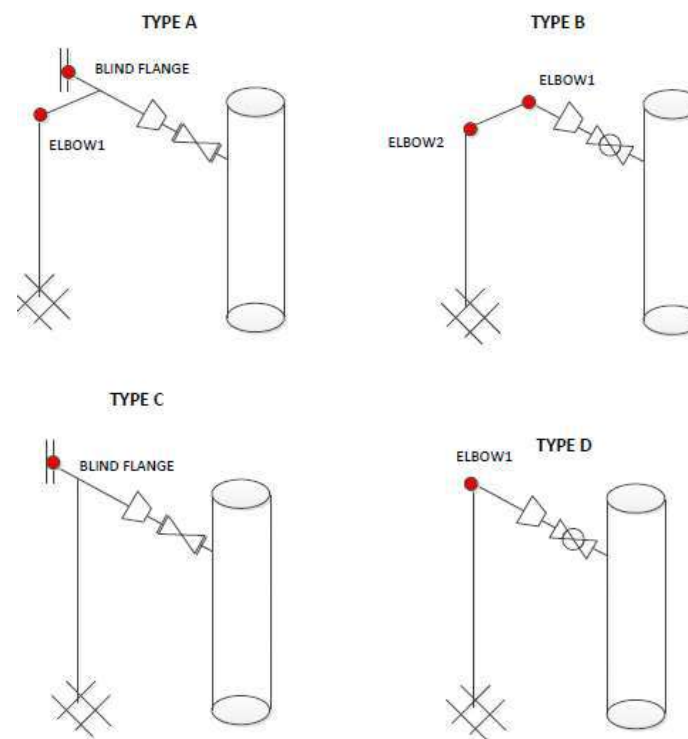 TYPE A
BLIND FLANGE
ELBOW1
TYPE B
ELBOW1
ELBOW2
TYPE C
BLIND FLANGE
TYPE D
ELBOW1